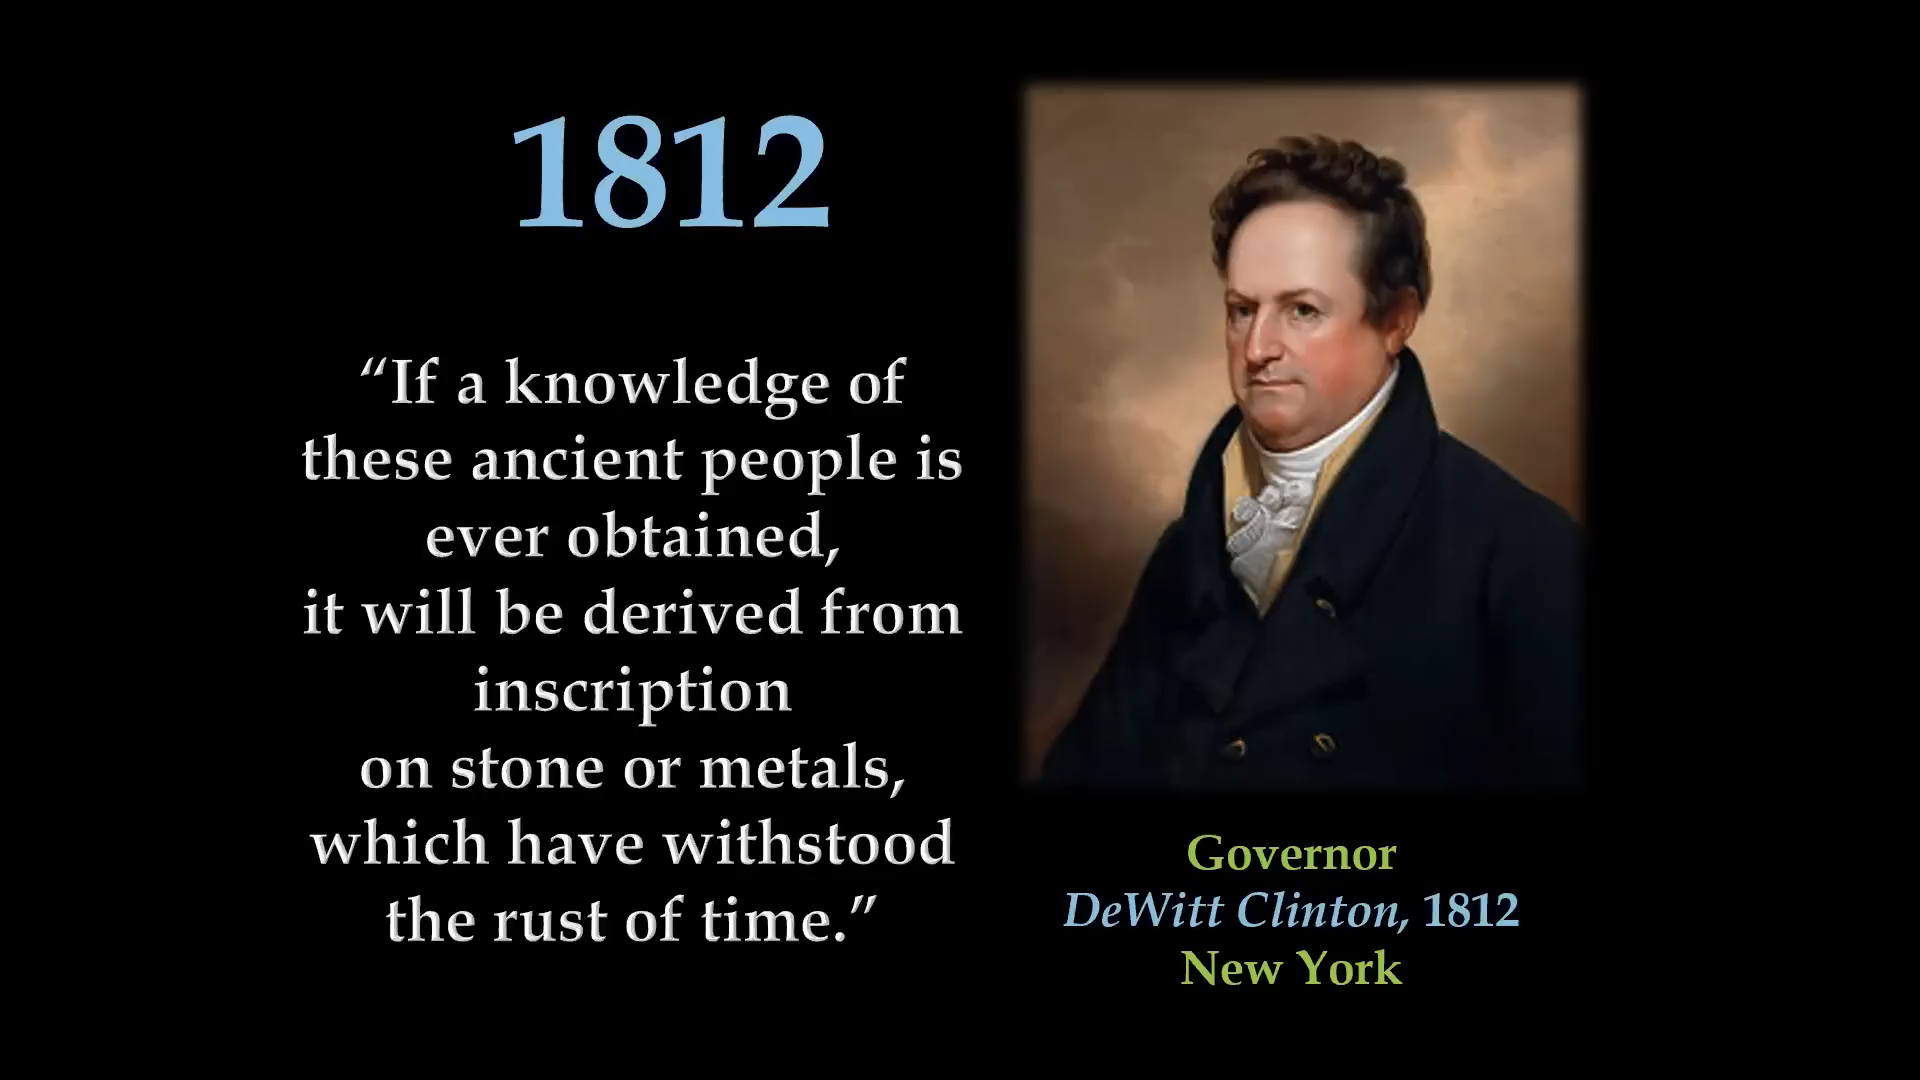 1812
“If a knowledge of
these ancient people is
ever obtained,
it will be derived from
inscription
on stone or metals,
which have withstood
the rust of time.”
Governor
DeWitt Clinton, 1812
New York